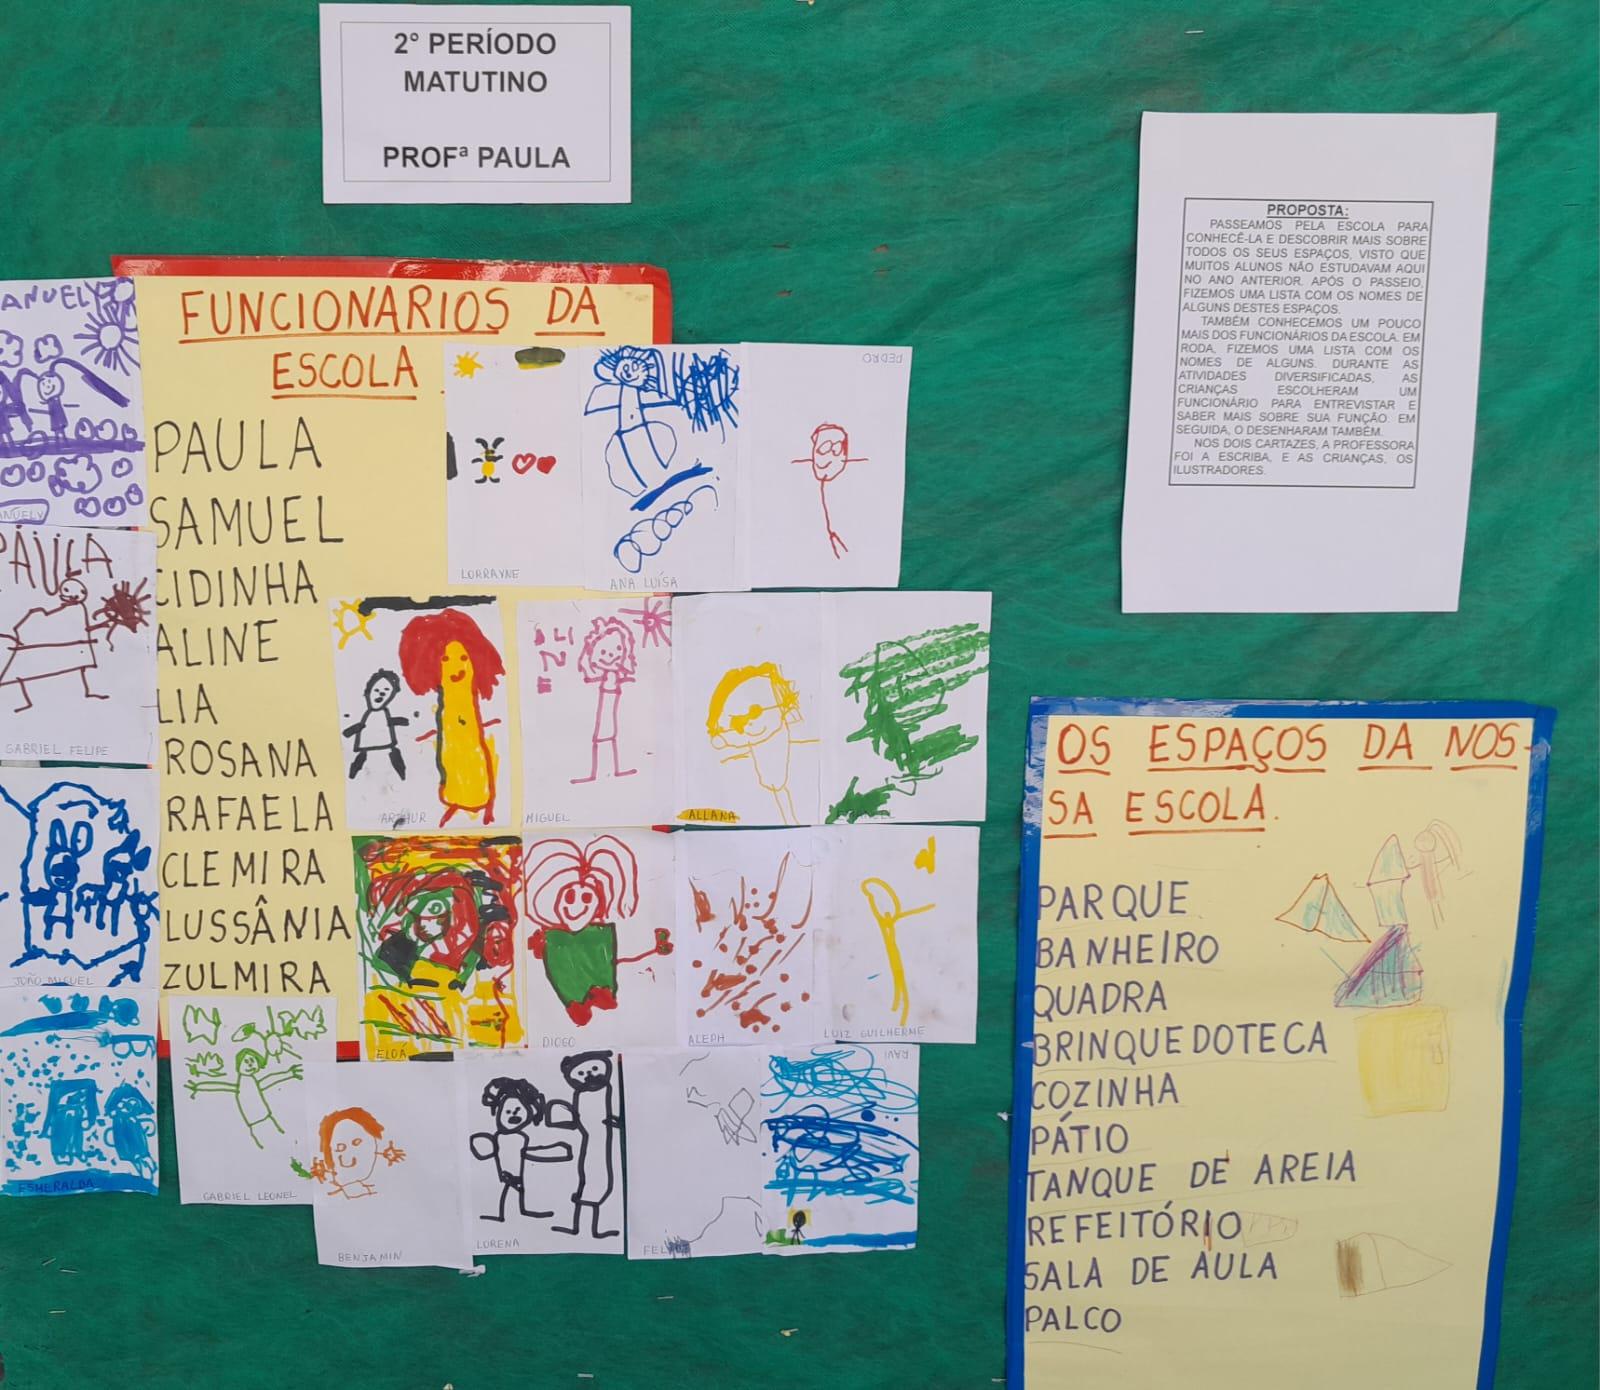 2° PERÍODO
MATUTINO
PROFª PAULA
PROPOSTA:
PASSEAMOS PELA ESCOLA PARA
CONHECÊ-LA E DESCOBRIR MAIS SOBRE
TODOS OS SEUS ESPAÇOS, VISTO QUE
MUITOS ALUNOS NÃO ESTUDAVAM AQUI
NO ANO ANTERIOR. APÓS O PASSEIO,
FIZEMOS UMA LISTA COM OS NOMES DE
ALGUNS DESTES ESPAÇOS.
TAMBÉM CONHECEMOS UM POUCO
MAIS DOS FUNCIONÁRIOS DA ESCOLA. EM
RODA, FIZEMOS UMA LISTA COM OS
NOMES DE ALGUNS. DURANTE AS
ATIVIDADES DIVERSIFICADAS, AS
CRIANÇAS ESCOLHERAM UM
FUNCIONÁRIO PARA ENTREVISTAR E
SABER MAIS SOBRE SUA FUNÇÃO. EM
SEGUIDA, O DESENHARAM TAMBÉM.
NOS DOIS CARTAZES, A PROFESSORA
FOI A ESCRIBA, E AS CRIANÇAS, OS
ILUSTRADORES.
FUNCIONARIOS DA
ESCOLA
PAULA
SAMUEL
CIDINHA
ALINE
LIA
ROSANA
RAFAELA
CLEMIRA
LUSSÂNIA
ZULMIRA
ANUELY
ANUELY
PAULA
GABRIEL FELIPE
JOÃO MIGUEL
ESMERALDA
LORRAYNE
ANA LUÍSA
PEDRO
ARTHUR
MIGUEL
ALLANA
ELOÁ
DIOGO
ALEPH
LUIZ GUILHERME
GABRIEL LEONEL
BENJAMIN
LORENA
RAVI
OS ESPAÇOS DA NOS-
SA ESCOLA.
PARQUE
BANHEIRO
QUADRA
BRINQUEDOTECA
COZINHA
PÁTIO
TANQUE DE AREIA
REFEITÓRIO
SALA DE AULA
PALCO